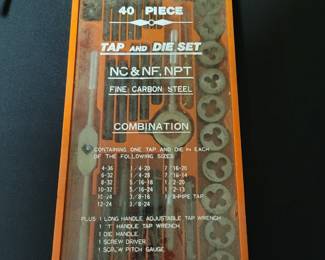 40 PIECE
TAP AND DIE SET
NC & NF, NPT
FINE CARBON STEEL
COMBINATION
CONTAINING ONE TAP AND DIE IN EACH
OF THE FOLLOWING SIZES
4-36 1/4-20 7/16-20
6-32 1/4-28 7/16-14
8-32 5/16-18 1/2-20
10-32 5/16-24 1/2-13
10-24 3/8-16 1/8-PIPE TAP
12-24 3/8-24
PLUS 1 LONG HANDLE ADJUSTABLE TAP WRENCH
1 "T" HANDLE TAP WRENCH
1 DIE HANDLE
1 SCREW DRIVER
1 SCREW PITCH GAUGE